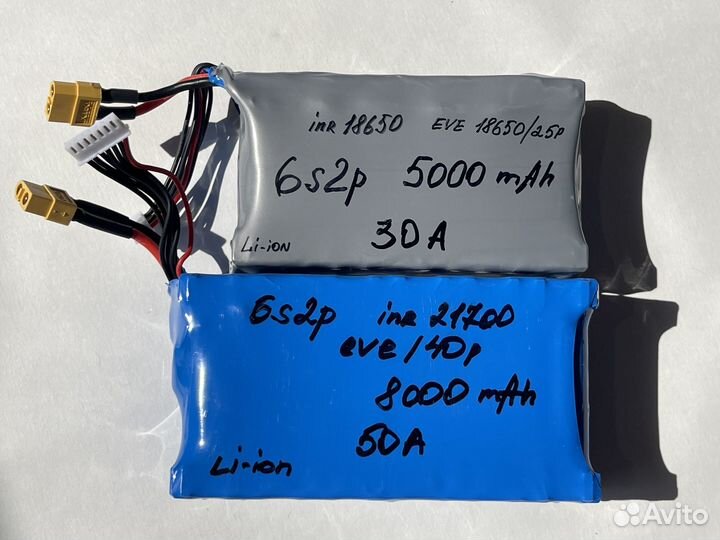 inR 18650 EVE 18650/25P
6s2p 5000 mAh
30A
Li-ion
6s2p inR 21700
eve/40p
8000 mAh
50A
Li-ion
Avito